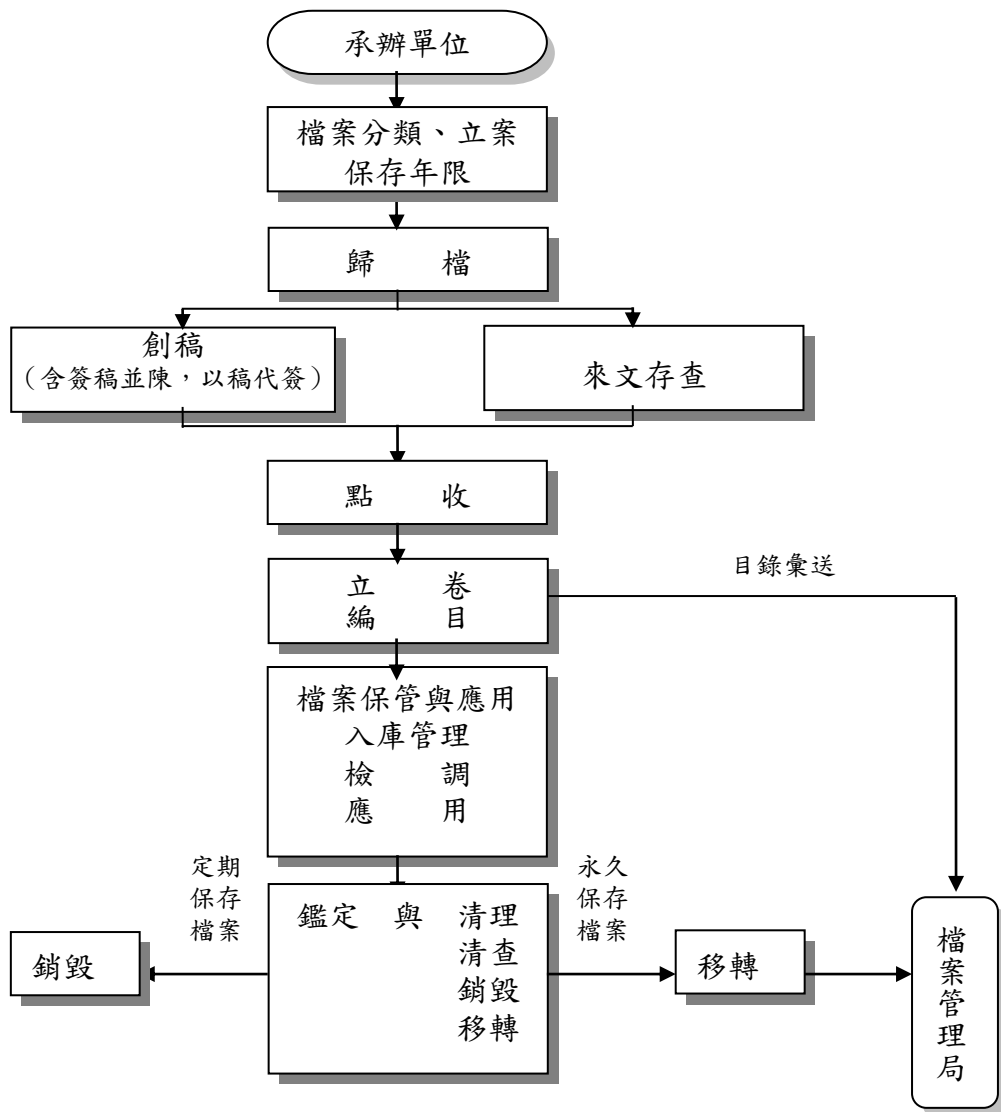 承辦單位
檔案分類、立案
保存年限
歸　　檔
創稿
（含簽稿並陳，以稿代簽）
來文存查
點　　收
立　　卷
編　　目
目錄彙送
檔案保管與應用
入庫管理
檢　　調
應　　用
定期
保存
檔案
永久
保存
檔案
鑑定　與　清理
清查
銷毀
移轉
銷毀
移轉
檔案管理局